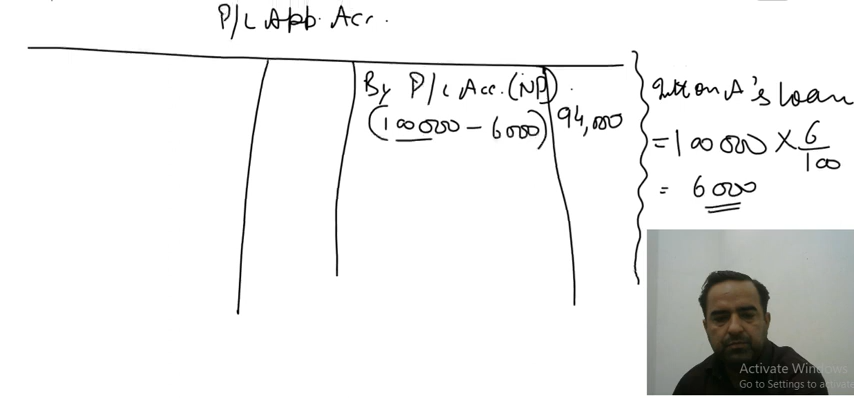 P/L App. Acc.
By P/L Acc. (NP)
(100000 - 6000) 94,000
Intt on A's loan
= 100000 × 6/100
= 6000
Activate Windows
Go to Settings to activate